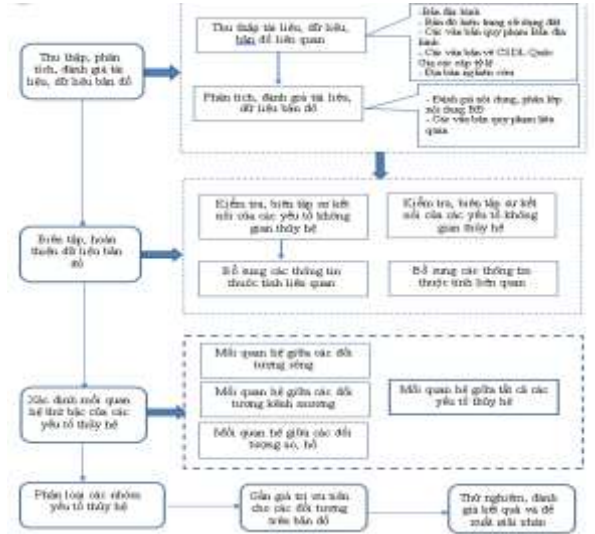 Thu thập, phân
tích, đánh giá tài
liệu, dữ liệu bản đồ
Thu thập tài liệu, dữ liệu,
bản đồ liên quan
- Bản đồ hiện trạng sử dụng đất
- Các văn bản quy phạm Bản địa
hình
- Các văn bản về CSDL Quốc
Gia các cấp tỷ lệ
- Địa bàn nghiên cứu
Phân tích, đánh giá tài liệu,
dữ liệu bản đồ
- Đánh giá nội dung, phân lớp
nội dung BĐ
- Các văn bản quy phạm liên
quan
Biên tập, hoàn
thiện dữ liệu bản
đồ
Kiểm tra, biên tập sự kết
nối của các yếu tố không
gian thủy hệ
Bổ sung các thông tin
thuộc tính liên quan
Kiểm tra, biên tập sự kết
nối của các yếu tố không
gian thủy hệ
Bổ sung các thông tin
thuộc tính liên quan
Xác định mối quan
hệ thứ bậc của các
yếu tố thủy hệ
Mối quan hệ giữa các đối
tượng sông
Mối quan hệ giữa các đối
tượng kênh mương
Mối quan hệ giữa các đối
tượng ao, hồ
Mối quan hệ giữa tất cả các
yếu tố thủy hệ
Phân loại các nhóm
yếu tố thủy hệ
Gắn giá trị ưu tiên
cho các đối tượng
trên bản đồ
Thử nghiệm, đánh
giá kết quả và đề
xuất giải pháp